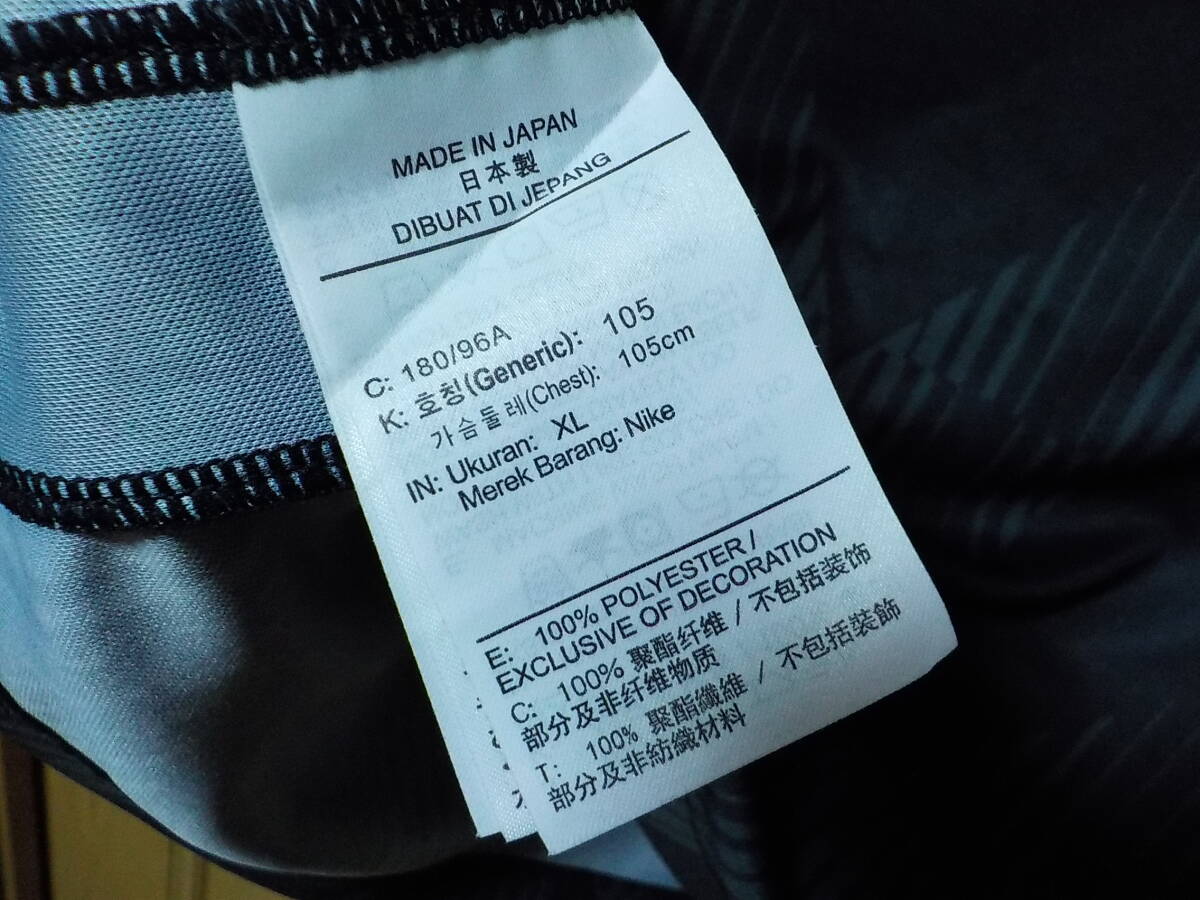 MADE IN JAPAN
日本製
DIBUAT DI JEPANG
C: 180/96A
K: 호칭(Generic): 105
가슴둘레(Chest): 105cm
IN: Ukuran: XL
Merek Barang: Nike
E: 100% POLYESTER /
EXCLUSIVE OF DECORATION
C: 100% 聚酯纤维 / 不包括装饰
部分及非纤维物质
T: 100% 聚酯纖維 / 不包括裝飾
部分及非紡織材料